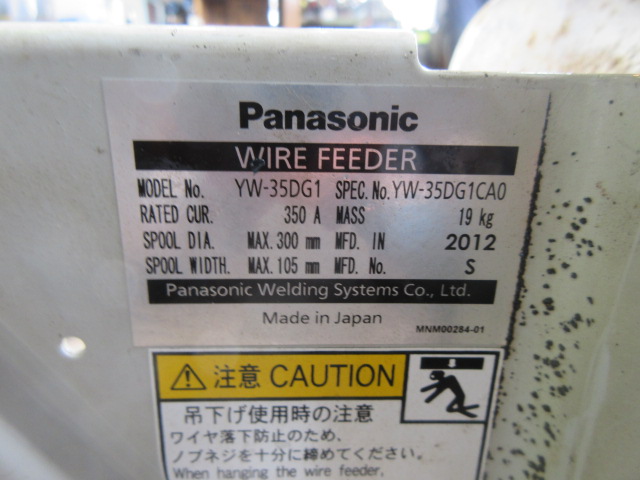 Panasonic
WIRE FEEDER
MODEL No. YW-35DG1 SPEC.No. YW-35DG1CA0
RATED CUR. 350 A MASS 19 kg
SPOOL DIA. MAX. 300 mm MFD. IN 2012
SPOOL WIDTH. MAX. 105 mm MFD. No. S
Panasonic Welding Systems Co., Ltd.
Made in Japan
MNM00284-01
注意 CAUTION
吊下げ使用時の注意
ワイヤ落下防止のため、
ノブネジを十分に締めてください。
When hanging the wire feeder,